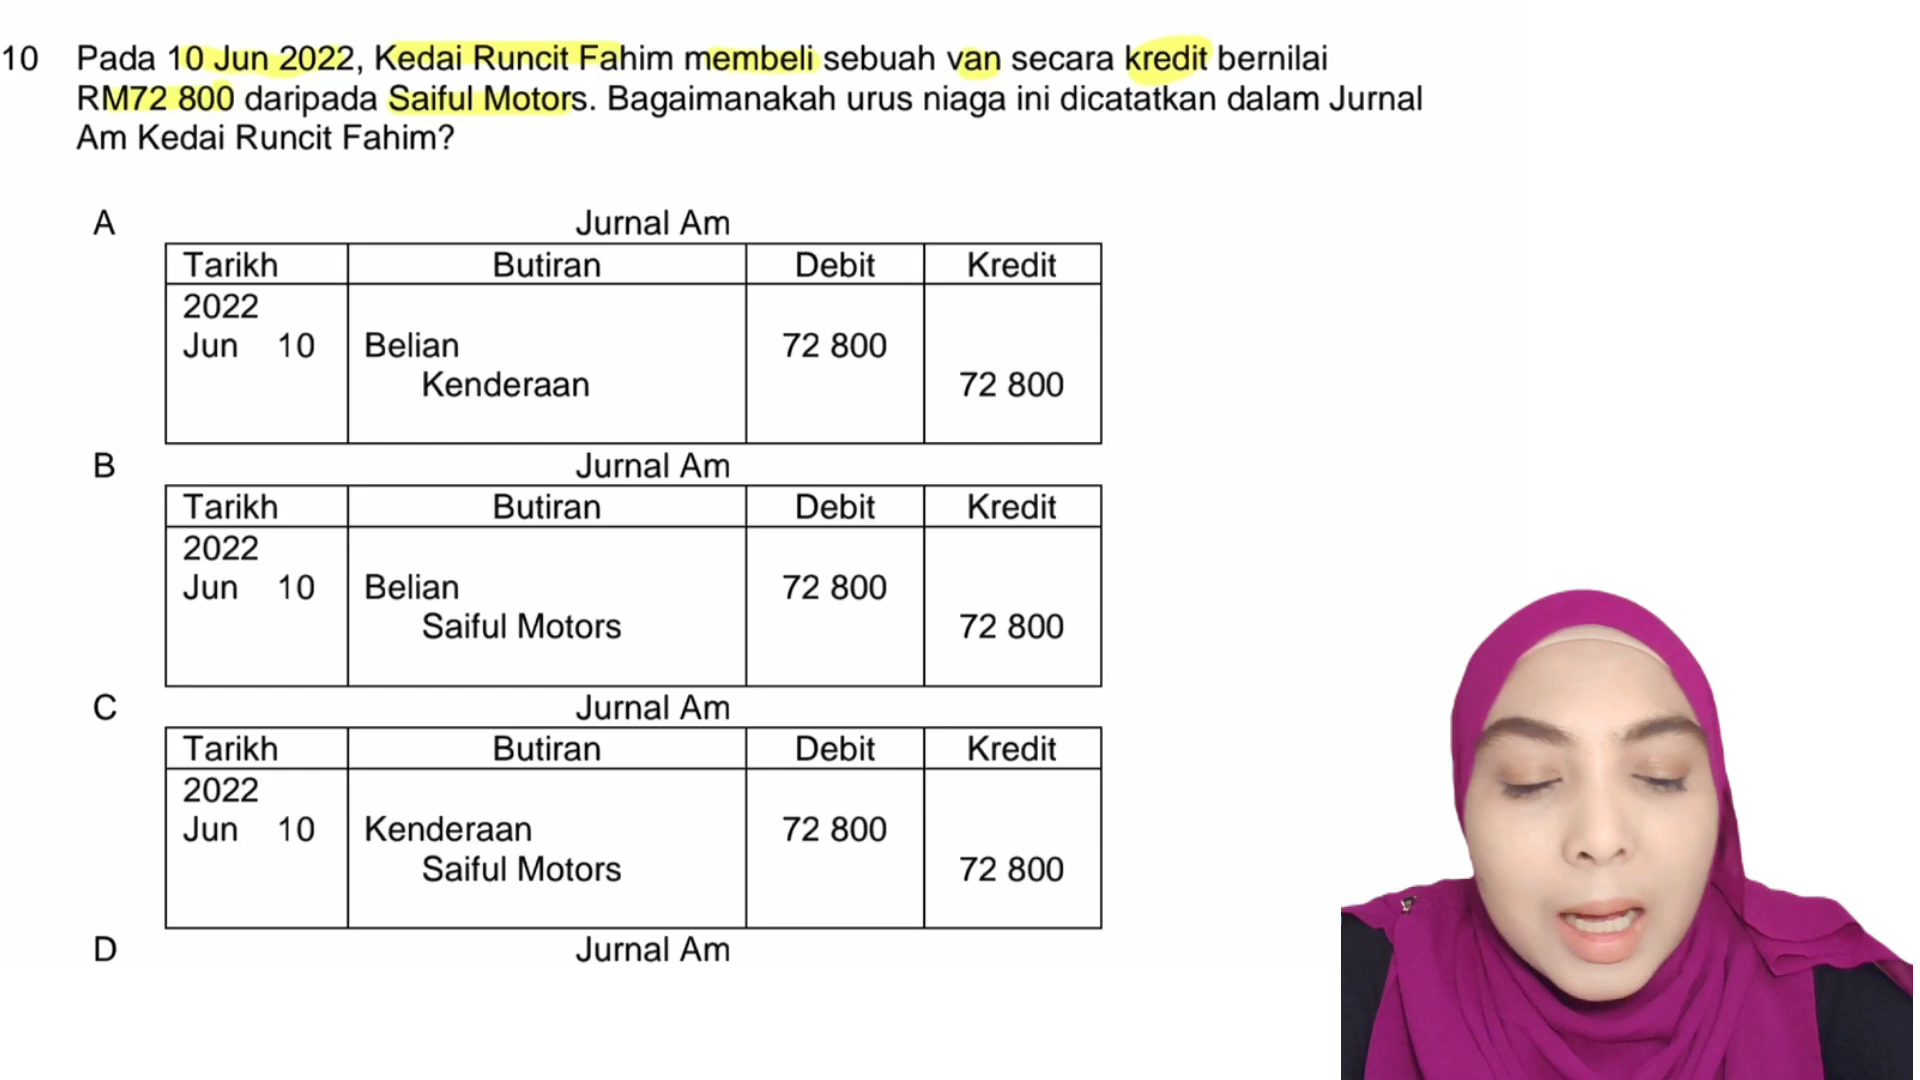 10 Pada 10 Jun 2022, Kedai Runcit Fahim membeli sebuah van secara kredit bernilai
RM72 800 daripada Saiful Motors. Bagaimanakah urus niaga ini dicatatkan dalam Jurnal
Am Kedai Runcit Fahim?
A Jurnal Am
Tarikh Butiran Debit Kredit
2022
Jun 10 Belian 72 800
Kenderaan 72 800
B Jurnal Am
Tarikh Butiran Debit Kredit
2022
Jun 10 Belian 72 800
Saiful Motors 72 800
C Jurnal Am
Tarikh Butiran Debit Kredit
2022
Jun 10 Kenderaan 72 800
Saiful Motors 72 800
D Jurnal Am